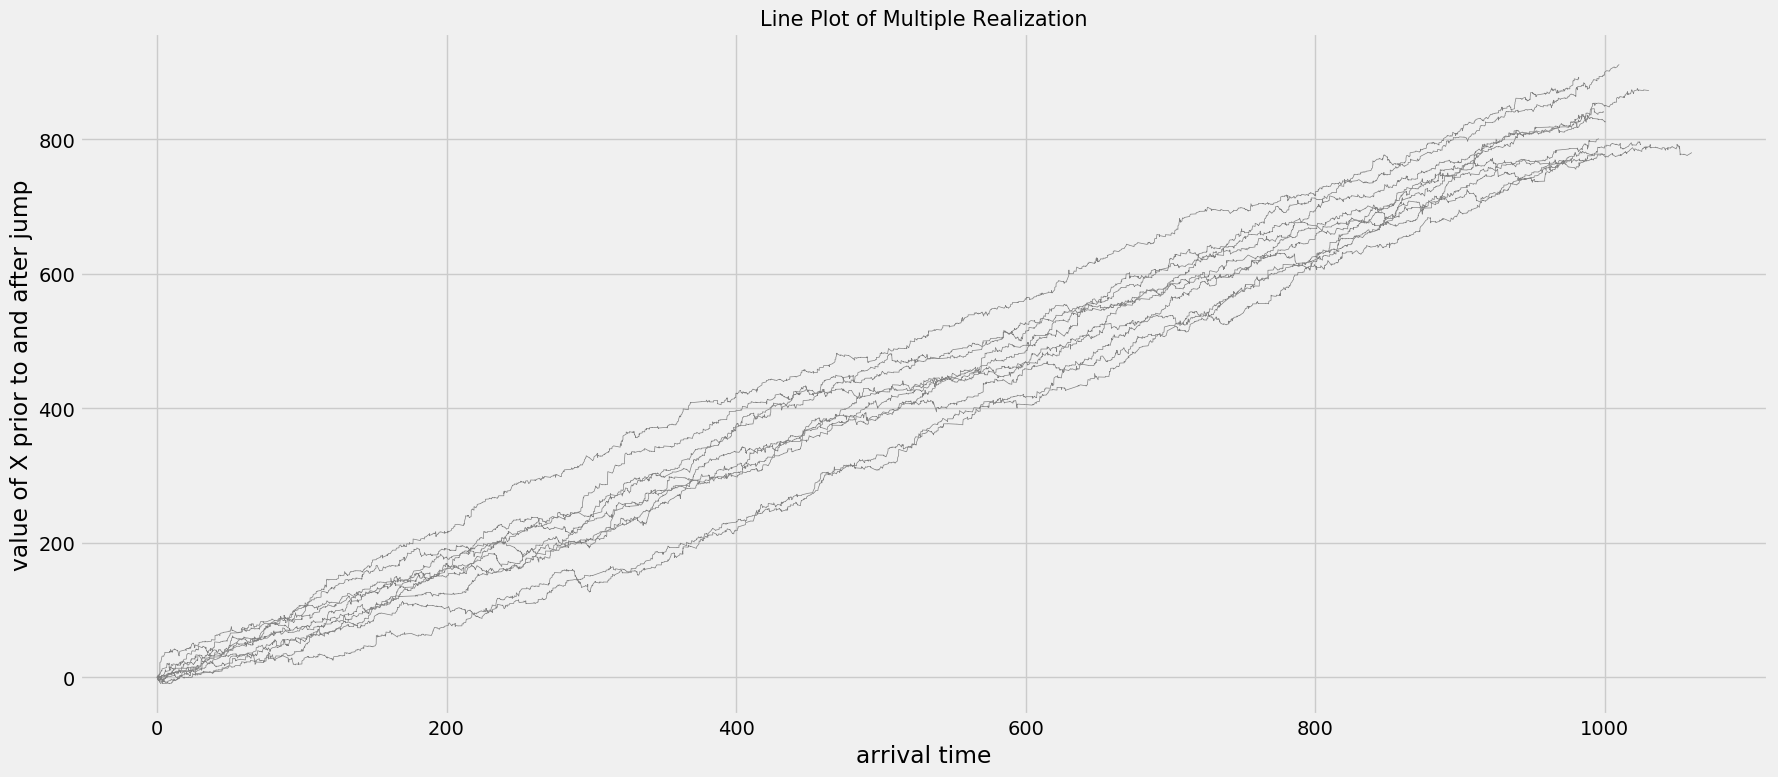 Line Plot of Multiple Realization
value of X prior to and after jump
800
600
400
200
0
0 200 400 600 800 1000
arrival time